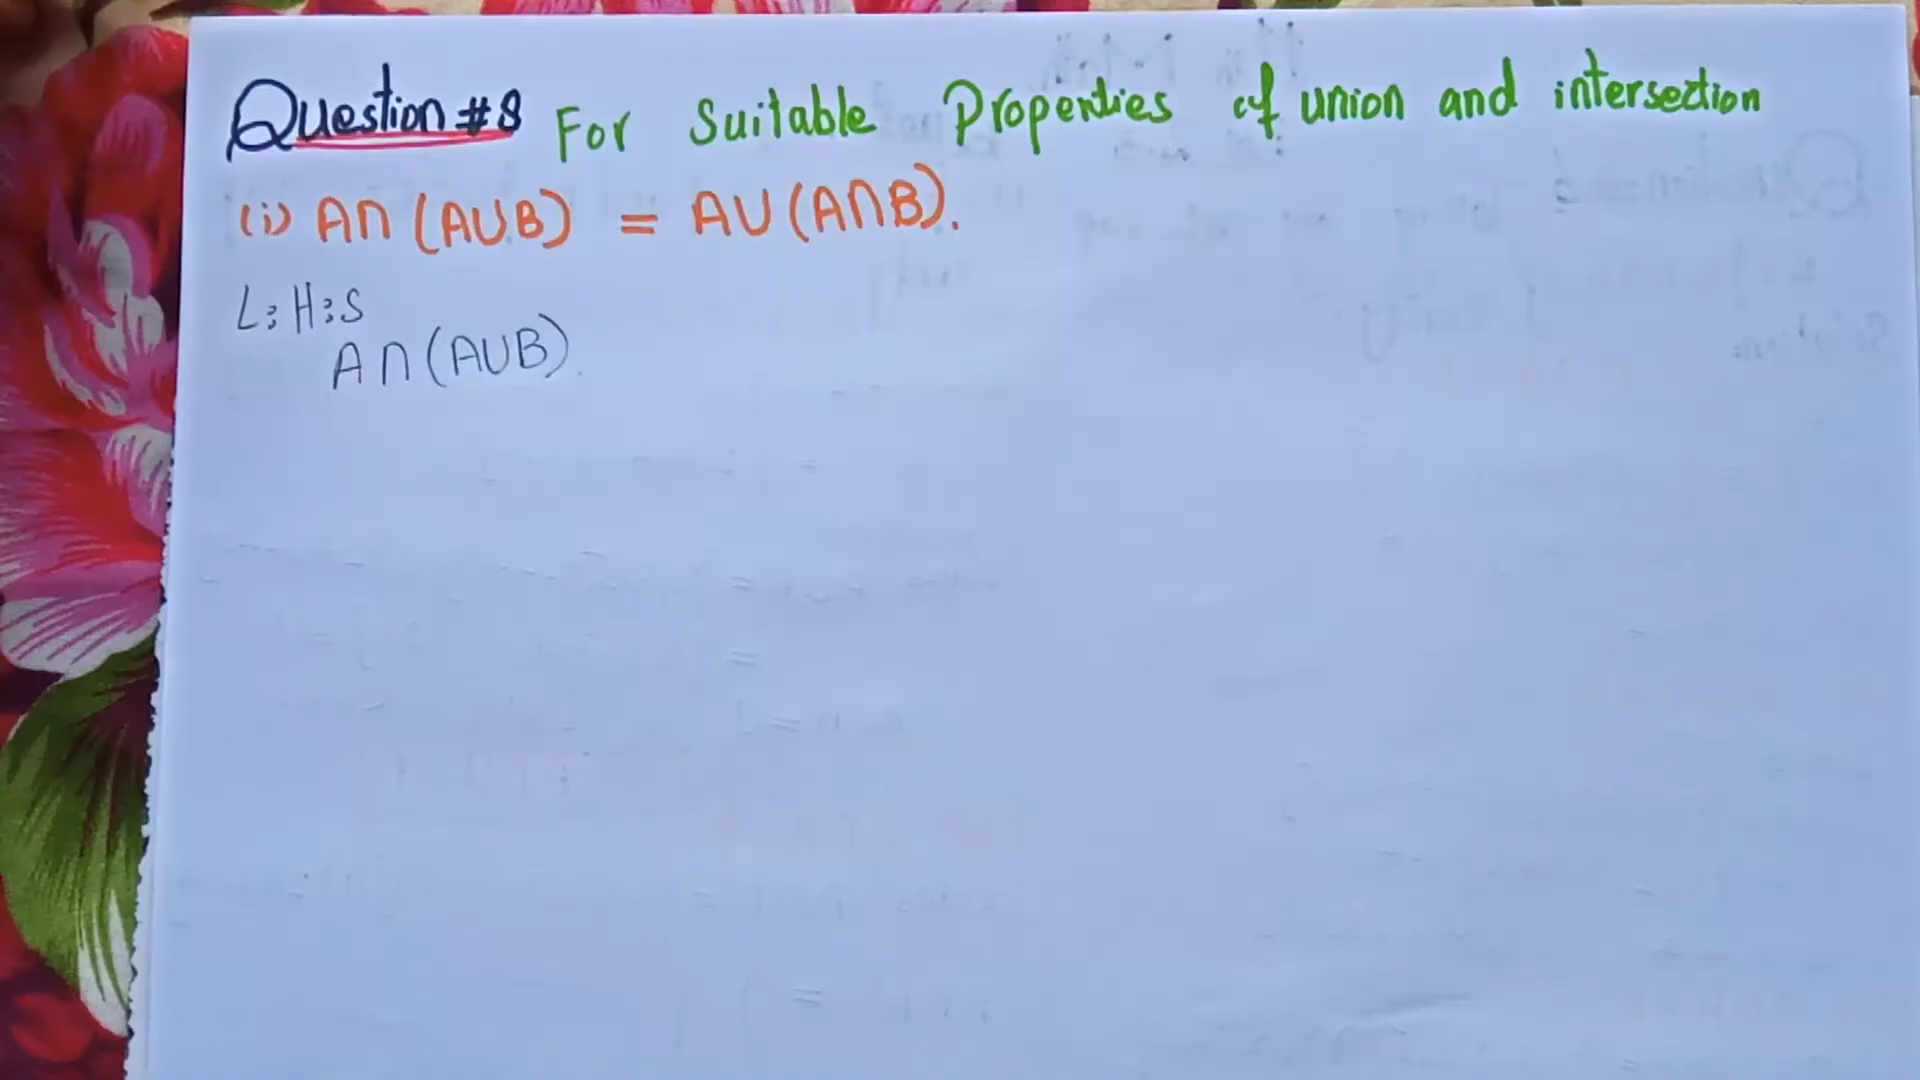 Question #8 For Suitable Properties of union and intersection
(i) A∩(A∪B) = A∪(A∩B).
L:H:S
A∩(A∪B).